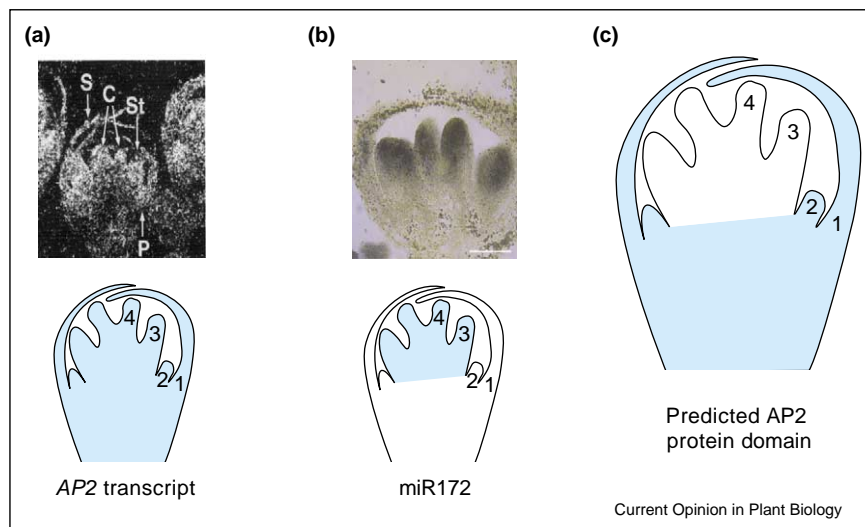 (a)
(b)
(c)
S
C
St
P
4
3
2
1
AP2 transcript
4
3
2
1
miR172
4
3
2
1
Predicted AP2
protein domain
Current Opinion in Plant Biology